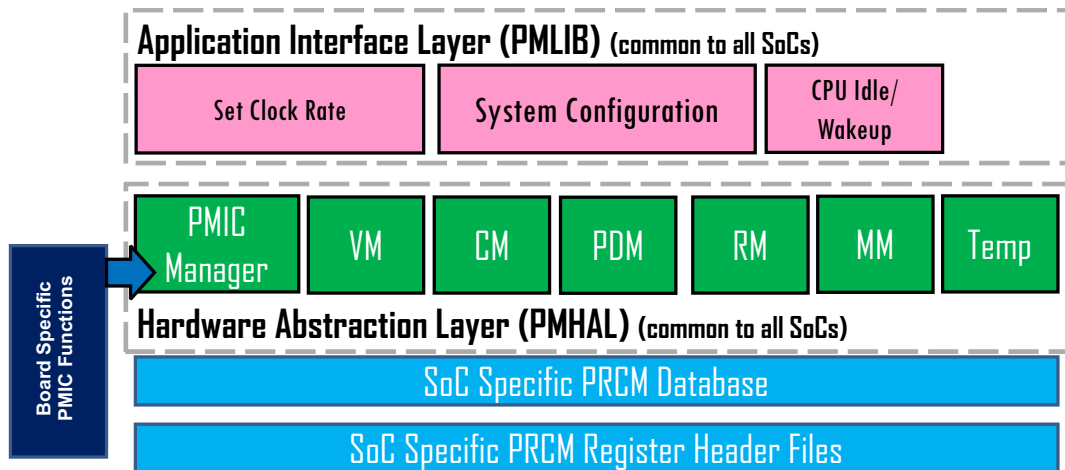 Application Interface Layer (PMLIB) (common to all SoCs)
Set Clock Rate
System Configuration
CPU Idle/
Wakeup
PMIC
Manager
VM
CM
PDM
RM
MM
Temp
Hardware Abstraction Layer (PMHAL) (common to all SoCs)
Board Specific
PMIC Functions
SoC Specific PRCM Database
SoC Specific PRCM Register Header Files